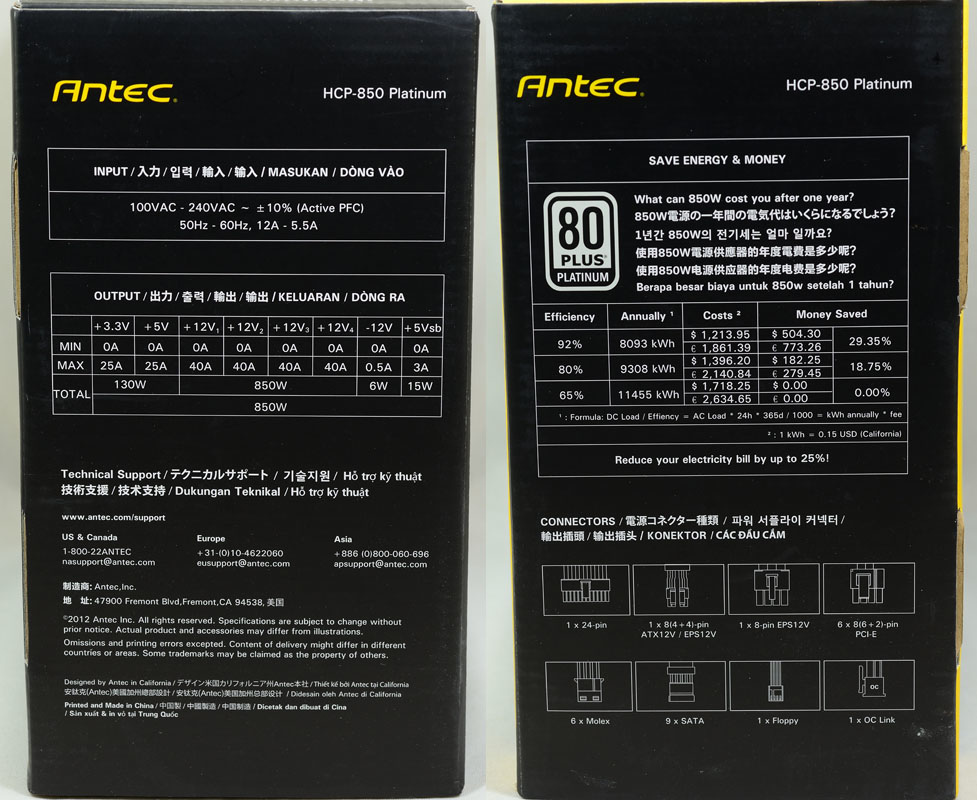 Antec
HCP-850 Platinum
INPUT / 入力 / 입력 / 輸入 / 输入 / MASUKAN / DÒNG VÀO
100VAC - 240VAC ~ ±10% (Active PFC)
50Hz - 60Hz, 12A - 5.5A
OUTPUT / 出力 / 출력 / 輸出 / 输出 / KELUARAN / DÒNG RA
+3.3V +5V +12V₁ +12V₂ +12V₃ +12V₄ -12V +5Vsb
MIN 0A 0A 0A 0A 0A 0A 0A 0A
MAX 25A 25A 40A 40A 40A 40A 0.5A 3A
TOTAL 130W 850W 6W 15W
850W
Technical Support / テクニカルサポート / 기술지원 / Hỗ trợ kỹ thuật
技術支援 / 技术支持 / Dukungan Teknikal / Hỗ trợ kỹ thuật
www.antec.com/support
US & Canada Europe Asia
1-800-22ANTEC +31-(0)10-4622060 +886 (0)800-060-696
nasupport@antec.com eusupport@antec.com apsupport@antec.com
制造商: Antec,Inc.
地 址: 47900 Fremont Blvd,Fremont,CA 94538, 美国
©2012 Antec Inc. All rights reserved. Specifications are subject to change without
prior notice. Actual product and accessories may differ from illustrations.
Omissions and printing errors excepted. Content of delivery might differ in different
countries or areas. Some trademarks may be claimed as the property of others.
Designed by Antec in California / デザイン米国カリフォルニア州Antec本社 / Thiết kế bởi Antec tại California
安鈦克(Antec)美國加州總部設計 / 安钛克(Antec)美国加州总部设计 / Didesain oleh Antec di California
Printed and Made in China / 中国製 / 中國製造 / 中国制造 / Dicetak dan dibuat di Cina
/ Sản xuất & in vỏ tại Trung Quốc
Antec
HCP-850 Platinum
SAVE ENERGY & MONEY
80
PLUS®
PLATINUM
What can 850W cost you after one year?
850W電源の一年間の電気代はいくらになるでしょう?
1년간 850W의 전기세는 얼마 일까요?
使用850W電源供應器的年度電費是多少呢?
使用850W电源供应器的年度电费是多少呢?
Berapa besar biaya untuk 850w setelah 1 tahun?
Efficiency Annually ¹ Costs ² Money Saved
92% 8093 kWh $ 1,213.95 $ 504.30 29.35%
€ 1,861.39 € 773.26
80% 9308 kWh $ 1,396.20 $ 182.25 18.75%
€ 2,140.84 € 279.45
65% 11455 kWh $ 1,718.25 $ 0.00 0.00%
€ 2,634.65 € 0.00
¹ : Formula: DC Load / Effiency = AC Load * 24h * 365d / 1000 = kWh annually * fee
² : 1 kWh = 0.15 USD (California)
Reduce your electricity bill by up to 25%!
CONNECTORS / 電源コネクター種類 / 파워 서플라이 커넥터 /
輸出插頭 / 输出插头 / KONEKTOR / CÁC ĐẦU CẮM
1 x 24-pin 1 x 8(4+4)-pin 1 x 8-pin EPS12V 6 x 8(6+2)-pin
ATX12V / EPS12V PCI-E
OC
6 x Molex 9 x SATA 1 x Floppy 1 x OC Link